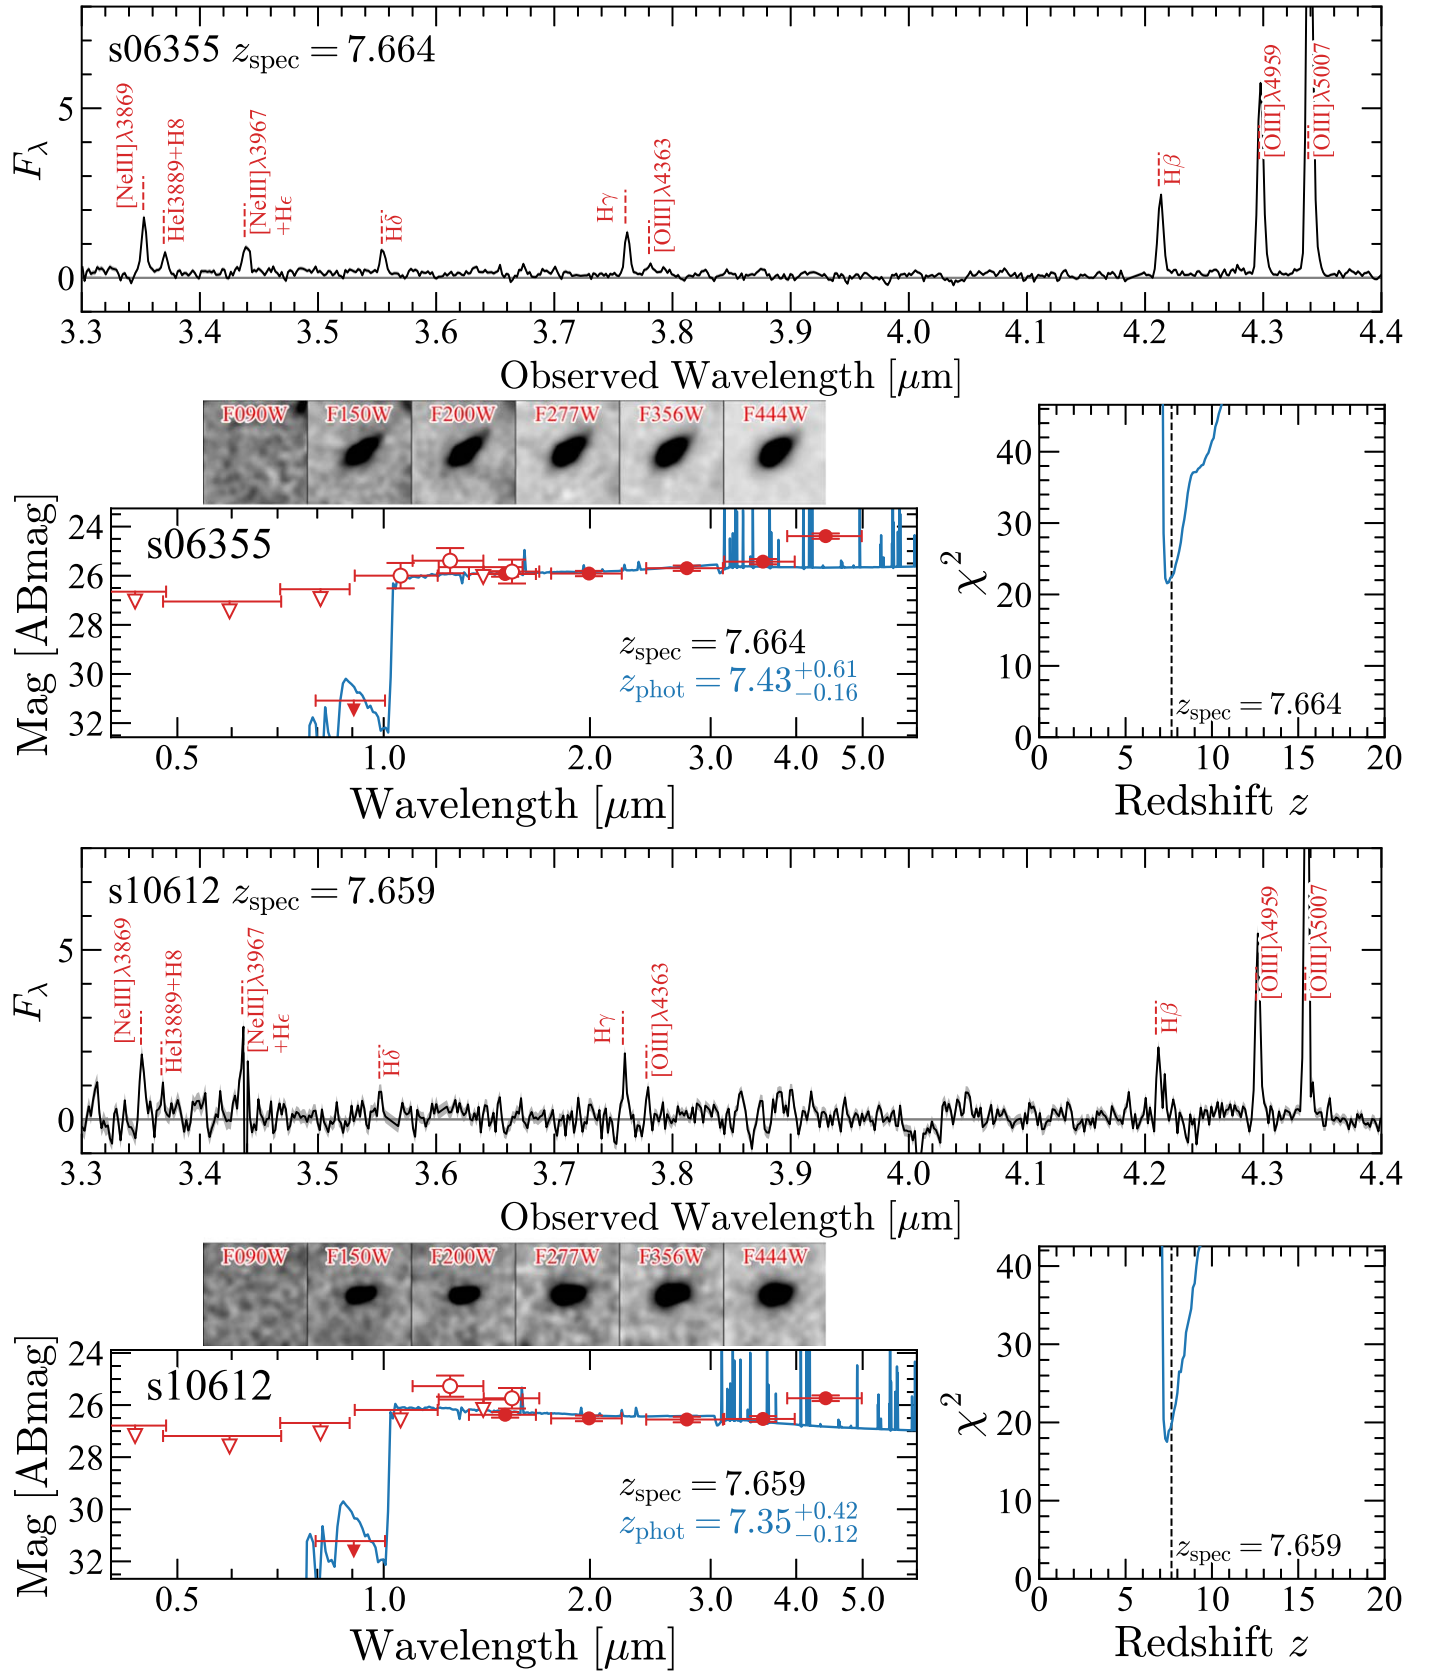 s06355 zspec = 7.664
[NeIII]λ3869
HeI3889+H8
[NeIII]λ3967
+Hϵ
Hδ
Hγ
[OIII]λ4363
Hβ
[OIII]λ4959
[OIII]λ5007
Fλ
5
0
3.3 3.4 3.5 3.6 3.7 3.8 3.9 4.0 4.1 4.2 4.3 4.4
Observed Wavelength [μm]
F090W F150W F200W F277W F356W F444W
s06355
Mag [ABmag]
24
26
28
30
32
zspec = 7.664
zphot = 7.43+0.61−0.16
0.5 1.0 2.0 3.0 4.0 5.0
Wavelength [μm]
χ2
40
30
20
10
0
zspec = 7.664
0 5 10 15 20
Redshift z
s10612 zspec = 7.659
[NeIII]λ3869
HeI3889+H8
[NeIII]λ3967
+Hϵ
Hδ
Hγ
[OIII]λ4363
Hβ
[OIII]λ4959
[OIII]λ5007
Fλ
5
0
3.3 3.4 3.5 3.6 3.7 3.8 3.9 4.0 4.1 4.2 4.3 4.4
Observed Wavelength [μm]
F090W F150W F200W F277W F356W F444W
s10612
Mag [ABmag]
24
26
28
30
32
zspec = 7.659
zphot = 7.35+0.42−0.12
0.5 1.0 2.0 3.0 4.0 5.0
Wavelength [μm]
χ2
40
30
20
10
0
zspec = 7.659
0 5 10 15 20
Redshift z